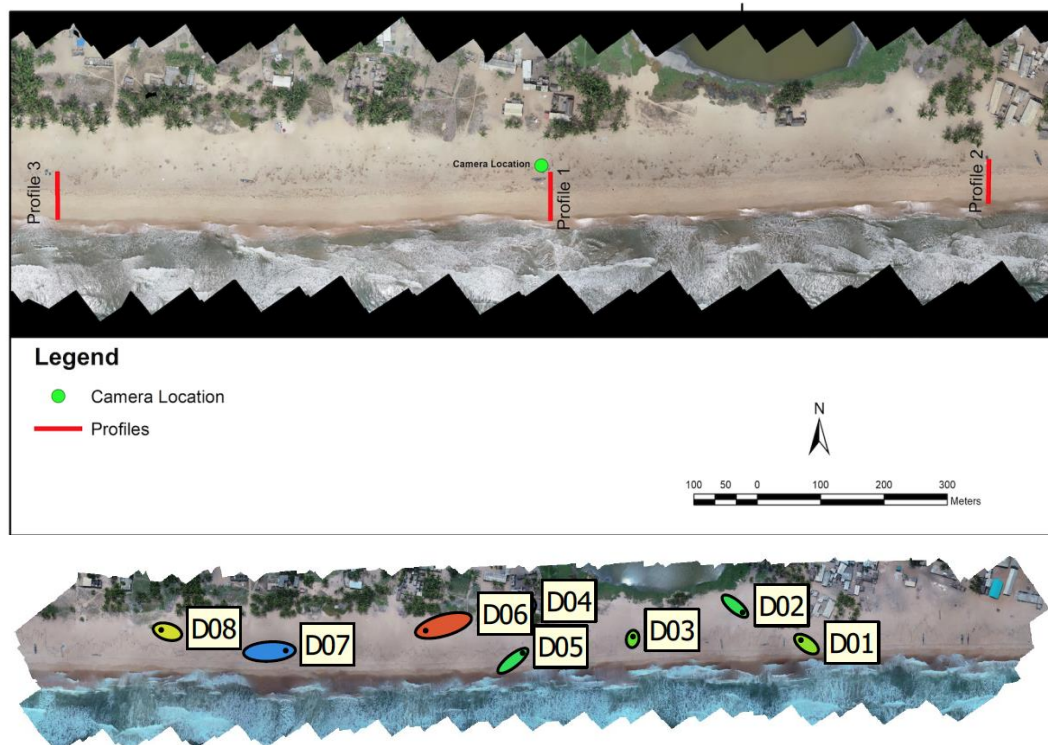 Profile 3
Camera Location
Profile 1
Profile 2
Legend
Camera Location
Profiles
N
100 50 0 100 200 300
Meters
D08
D07
D06
D04
D05
D03
D02
D01